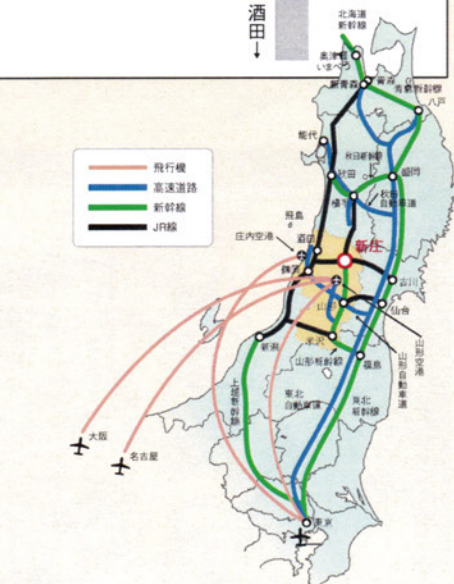 酒田↓
北海道
新幹線
奥津軽
いまべつ
新青森
青森
青森新幹線
八戸
能代
秋田新幹線
秋田
盛岡
飛行機
高速道路
新幹線
JR線
秋田
自動車道
飛島
酒田
庄内空港
新庄
鶴岡
古川
山形
仙台
米沢
新潟
山形新幹線
福島
山形空港
山形自動車道
上越新幹線
東北
自動車道
東北
新幹線
大阪
名古屋
東京